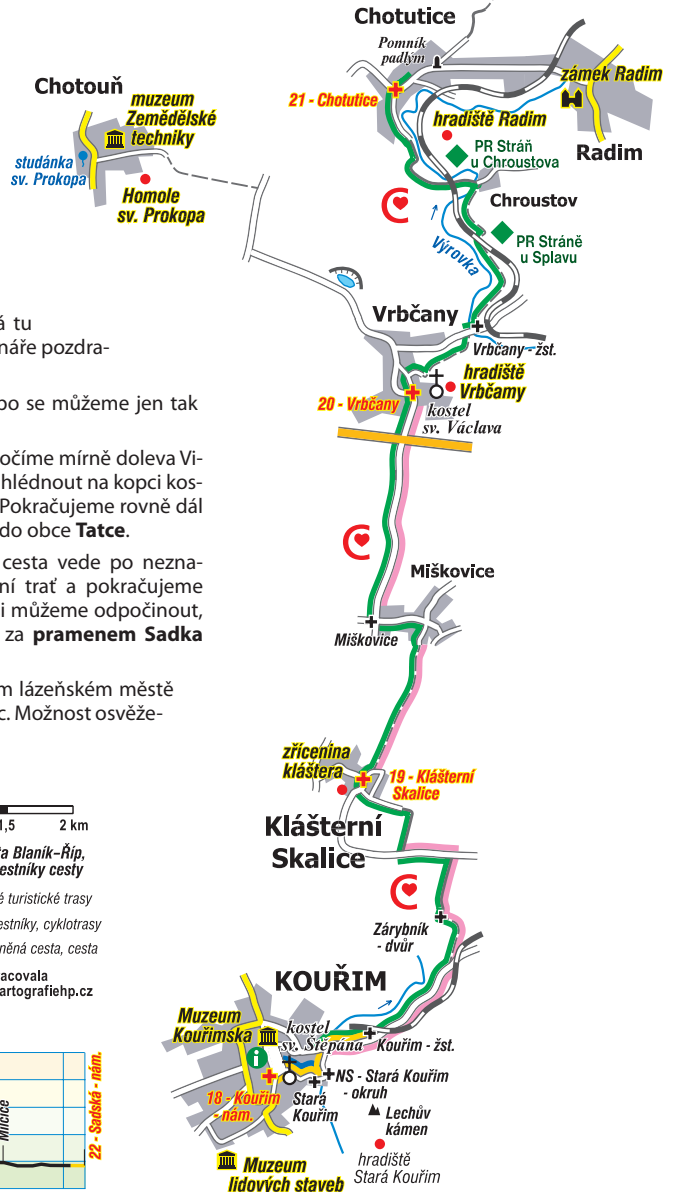 Chotutice
Pomník
padlým
zámek Radim
21 - Chotutice
hradiště Radim
Radim
PR Stráň
u Chroustova
Chotouň
muzeum
Zemědělské
techniky
studánka
sv. Prokopa
Homole
sv. Prokopa
Chroustov
PR Stráně
u Splavu
Výrovka
Vrbčany
Vrbčany - žst.
hradiště
Vrbčamy
20 - Vrbčany
kostel
sv. Václava
á tu
náře pozdra-
bo se můžeme jen tak
očíme mírně doleva Vi-
hlédnout na kopci kos-
Pokračujeme rovně dál
do obce Tatce.
cesta vede po nezna-
ní trať a pokračujeme
i můžeme odpočinout,
za pramenem Sadka
m lázeňském městě
c. Možnost osvěže-
Miškovice
Miškovice
zřícenina
kláštera
19 - Klášterní
Skalice
Klášterní
Skalice
1,5 2 km
ta Blaník–Říp,
estníky cesty
é turistické trasy
estníky, cyklotrasy
něná cesta, cesta
acovala
artografiehp.cz
Zárybník
- dvůr
KOUŘIM
Muzeum
Kouřimska
kostel
sv. Štěpána
Kouřim - žst.
i
18 - Kouřim
- nám.
Stará
Kouřim
NS - Stará Kouřim
- okruh
Lechův
kámen
hradiště
Stará Kouřim
Muzeum
lidových staveb
Milčice
22 - Sadská - nám.